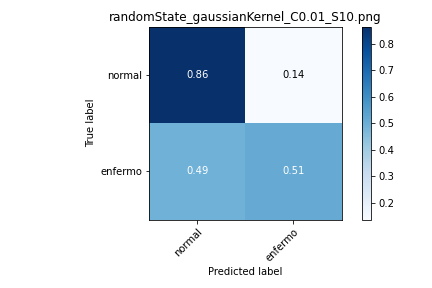 randomState_gaussianKernel_C0.01_S10.png
True label
normal
0.86
0.14
enfermo
0.49
0.51
normal
enfermo
Predicted label
0.8
0.7
0.6
0.5
0.4
0.3
0.2